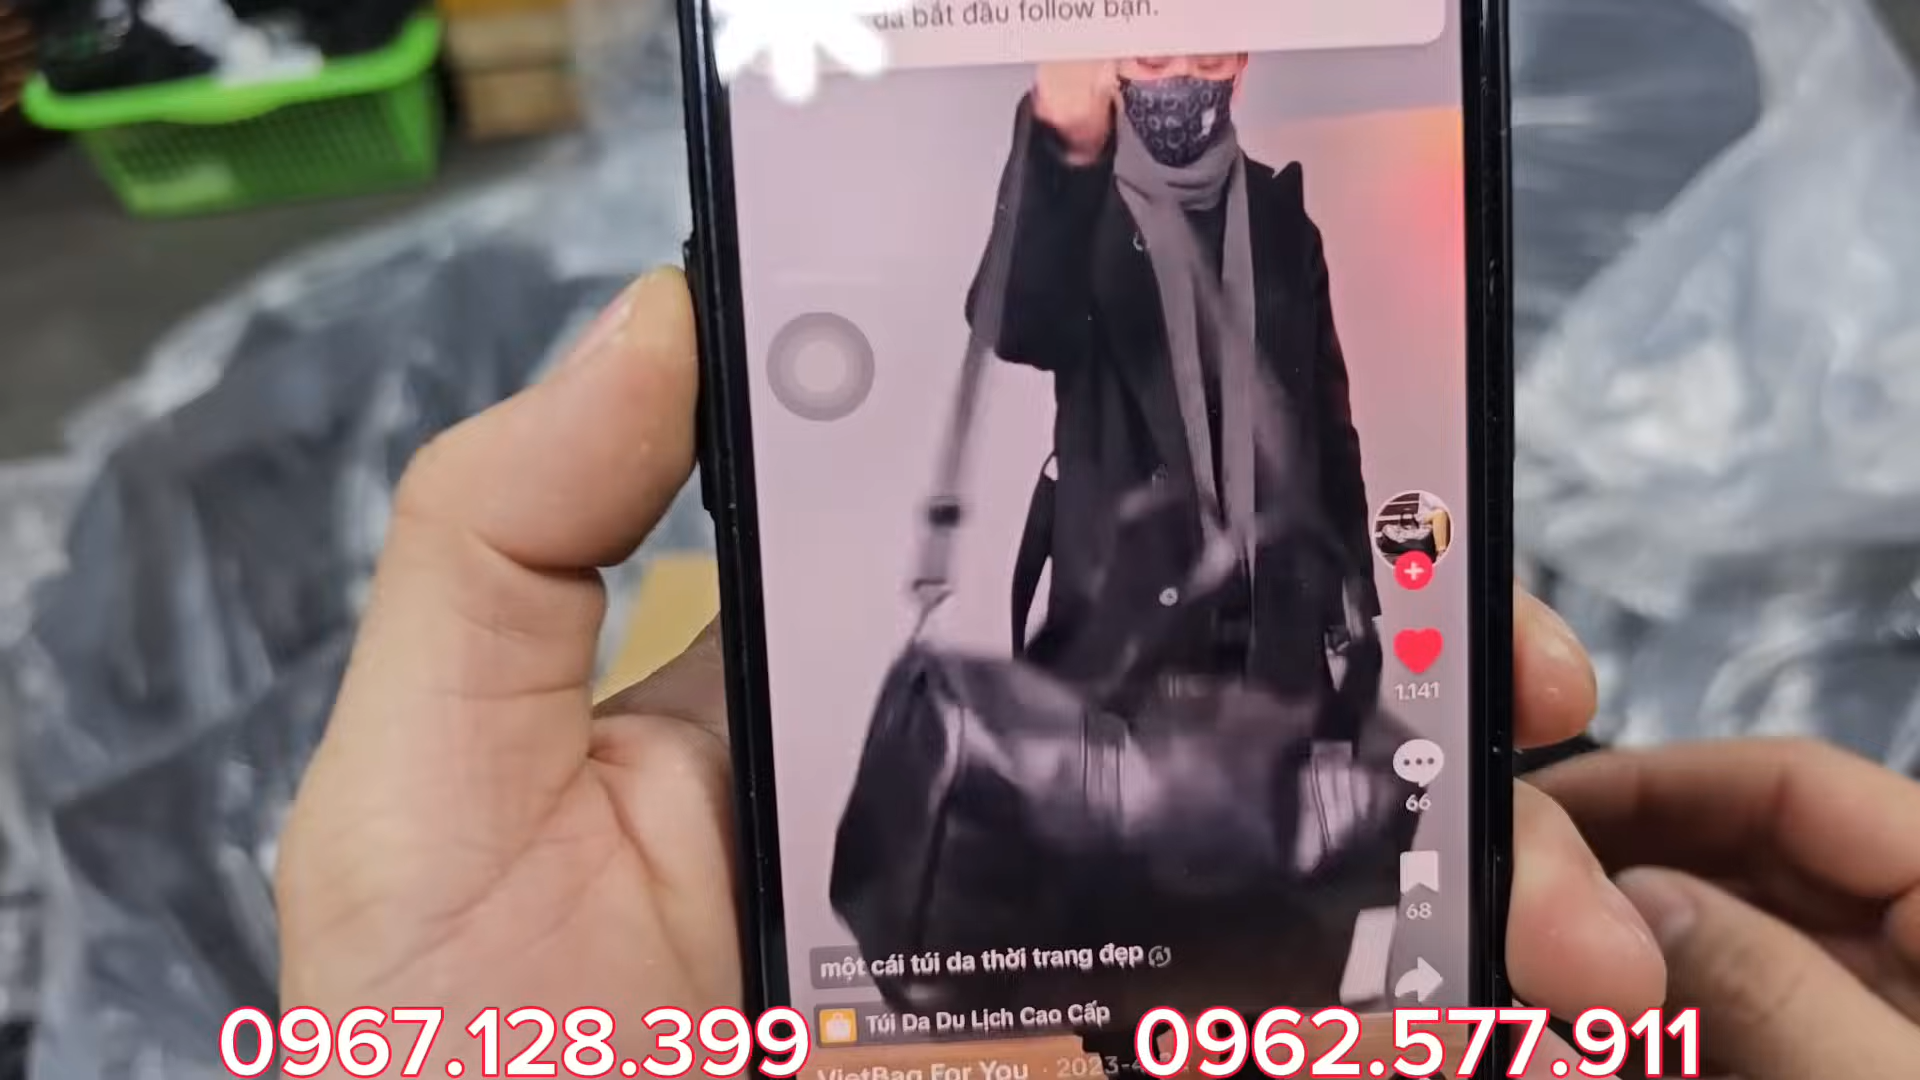 đã bắt đầu follow bạn.
1.141
66
68
một cái túi da thời trang đẹp
Túi Da Du Lịch Cao Cấp
VietBag For You · 2023-4
0967.128.399
0962.577.911